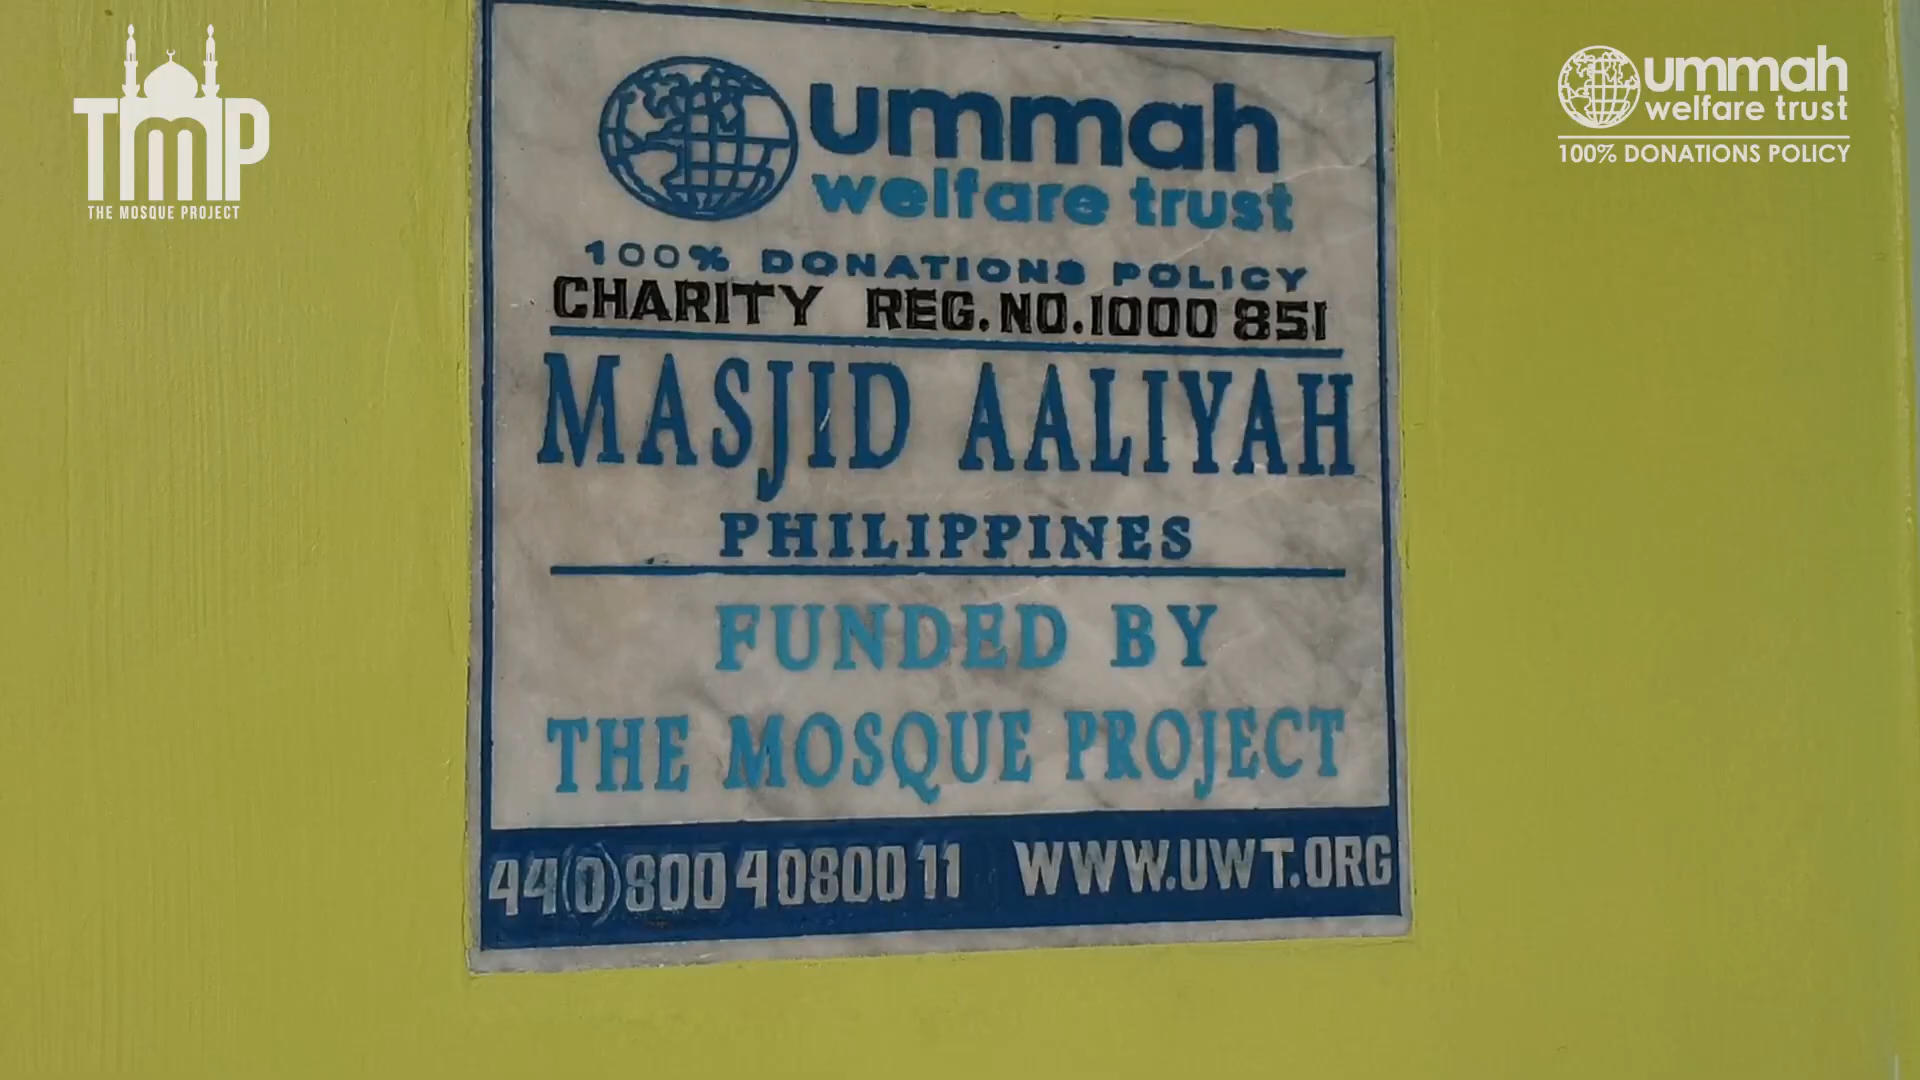 TMP
THE MOSQUE PROJECT
ummah
welfare trust
100% DONATIONS POLICY
ummah
welfare trust
100% DONATIONS POLICY
CHARITY REG. NO. 1000 851
MASJID AALIYAH
PHILIPPINES
FUNDED BY
THE MOSQUE PROJECT
44(0)800 4080011 WWW.UWT.ORG